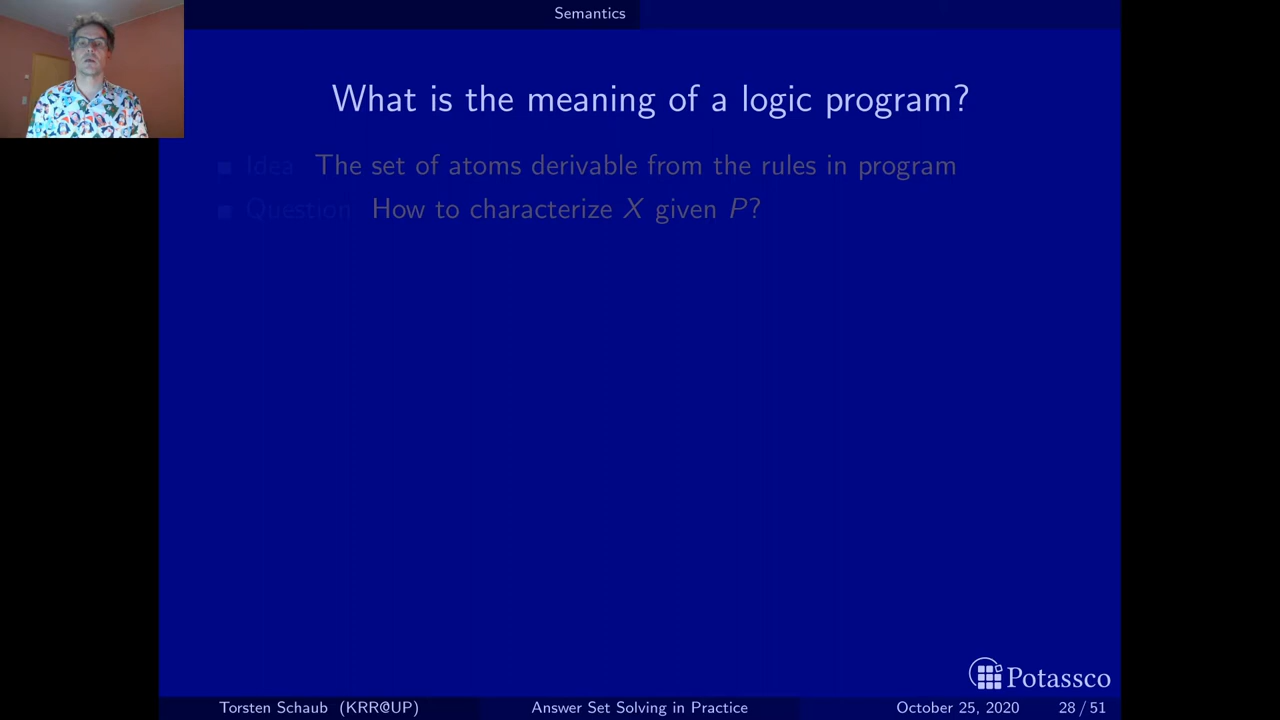 Semantics
What is the meaning of a logic program?
Idea The set of atoms derivable from the rules in program
Question How to characterize X given P?
Potassco
Torsten Schaub (KRR@UP) Answer Set Solving in Practice October 25, 2020 28 / 51